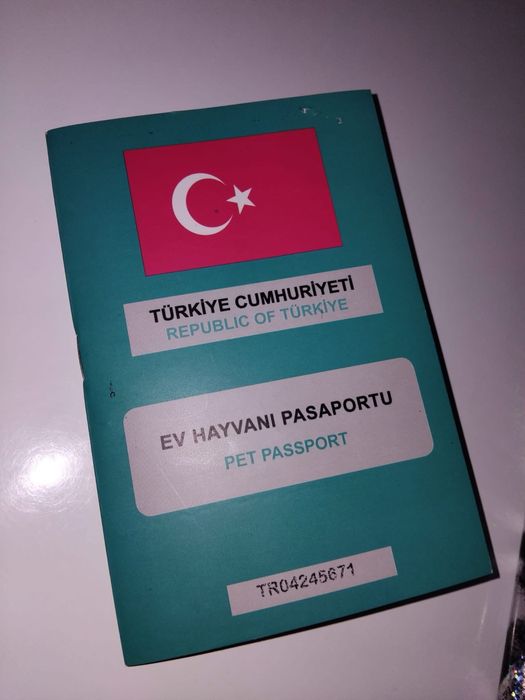 TÜRKİYE CUMHURİYETİ
REPUBLIC OF TÜRKİYE
EV HAYVANI PASAPORTU
PET PASSPORT
TR04245671